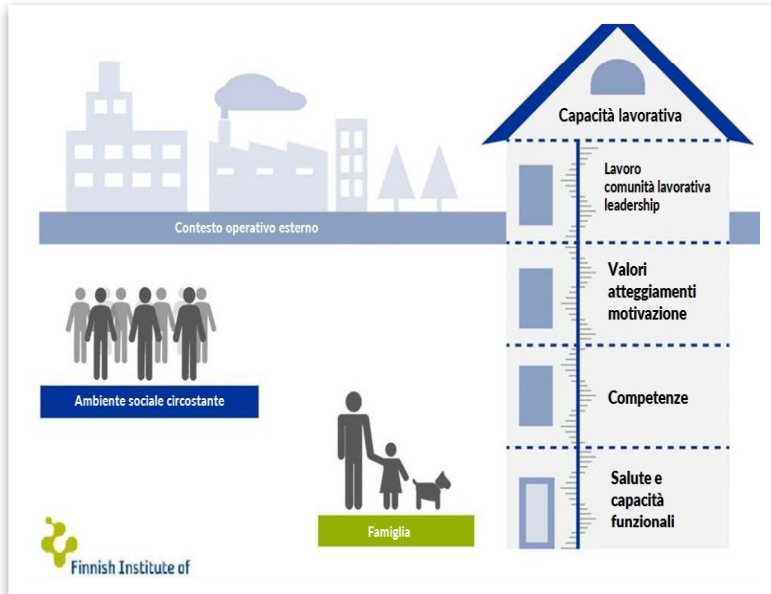 Capacità lavorativa
Lavoro
comunità lavorativa
leadership
Contesto operativo esterno
Valori
atteggiamenti
motivazione
Ambiente sociale circostante
Competenze
Famiglia
Salute e
capacità
funzionali
Finnish Institute of